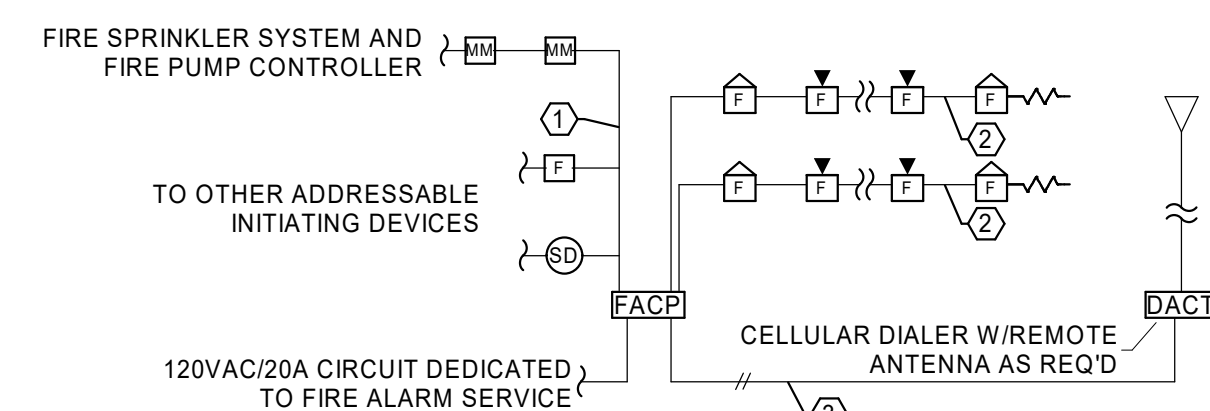 FIRE SPRINKLER SYSTEM AND
FIRE PUMP CONTROLLER
MM
MM
1
F
TO OTHER ADDRESSABLE
INITIATING DEVICES
SD
F
F
F
F
2
F
F
F
F
2
FACP
DACT
CELLULAR DIALER W/REMOTE
ANTENNA AS REQ'D
120VAC/20A CIRCUIT DEDICATED
TO FIRE ALARM SERVICE